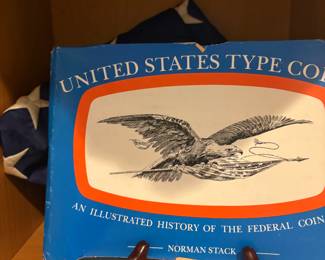 UNITED STATES TYPE CO
AN ILLUSTRATED HISTORY OF THE FEDERAL COIN
NORMAN STACK